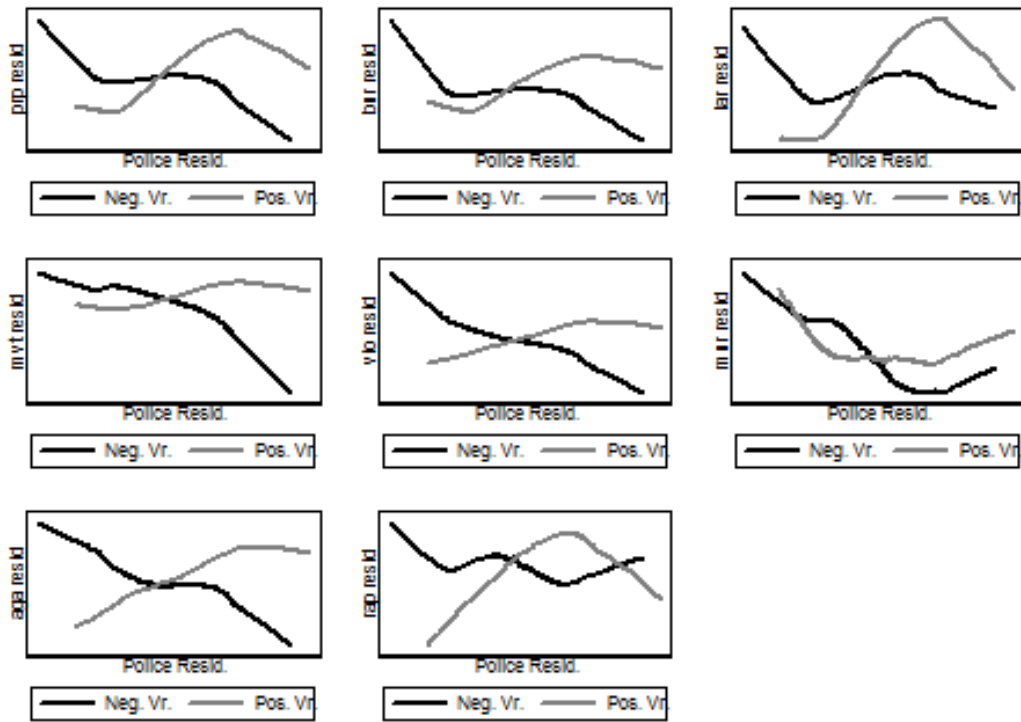 prp resid
Police Resid.
Neg. Vr. Pos. Vr.
bur resid
Police Resid.
Neg. Vr. Pos. Vr.
lar resid
Police Resid.
Neg. Vr. Pos. Vr.
mvt resid
Police Resid.
Neg. Vr. Pos. Vr.
vio resid
Police Resid.
Neg. Vr. Pos. Vr.
mur resid
Police Resid.
Neg. Vr. Pos. Vr.
aga resid
Police Resid.
Neg. Vr. Pos. Vr.
rap resid
Police Resid.
Neg. Vr. Pos. Vr.